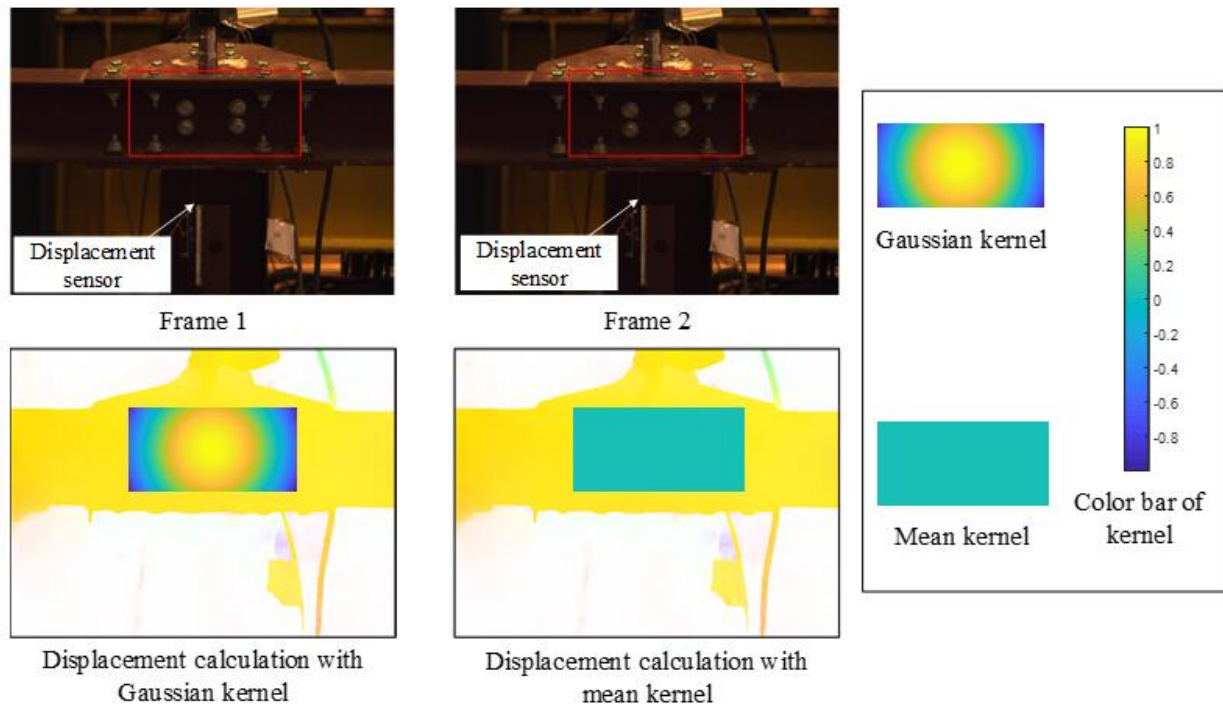 Displacement
sensor
Displacement
sensor
Frame 1
Frame 2
Displacement calculation with
Gaussian kernel
Displacement calculation with
mean kernel
Gaussian kernel
Mean kernel
1
0.8
0.6
0.4
0.2
0
-0.2
-0.4
-0.6
-0.8
Color bar of
kernel